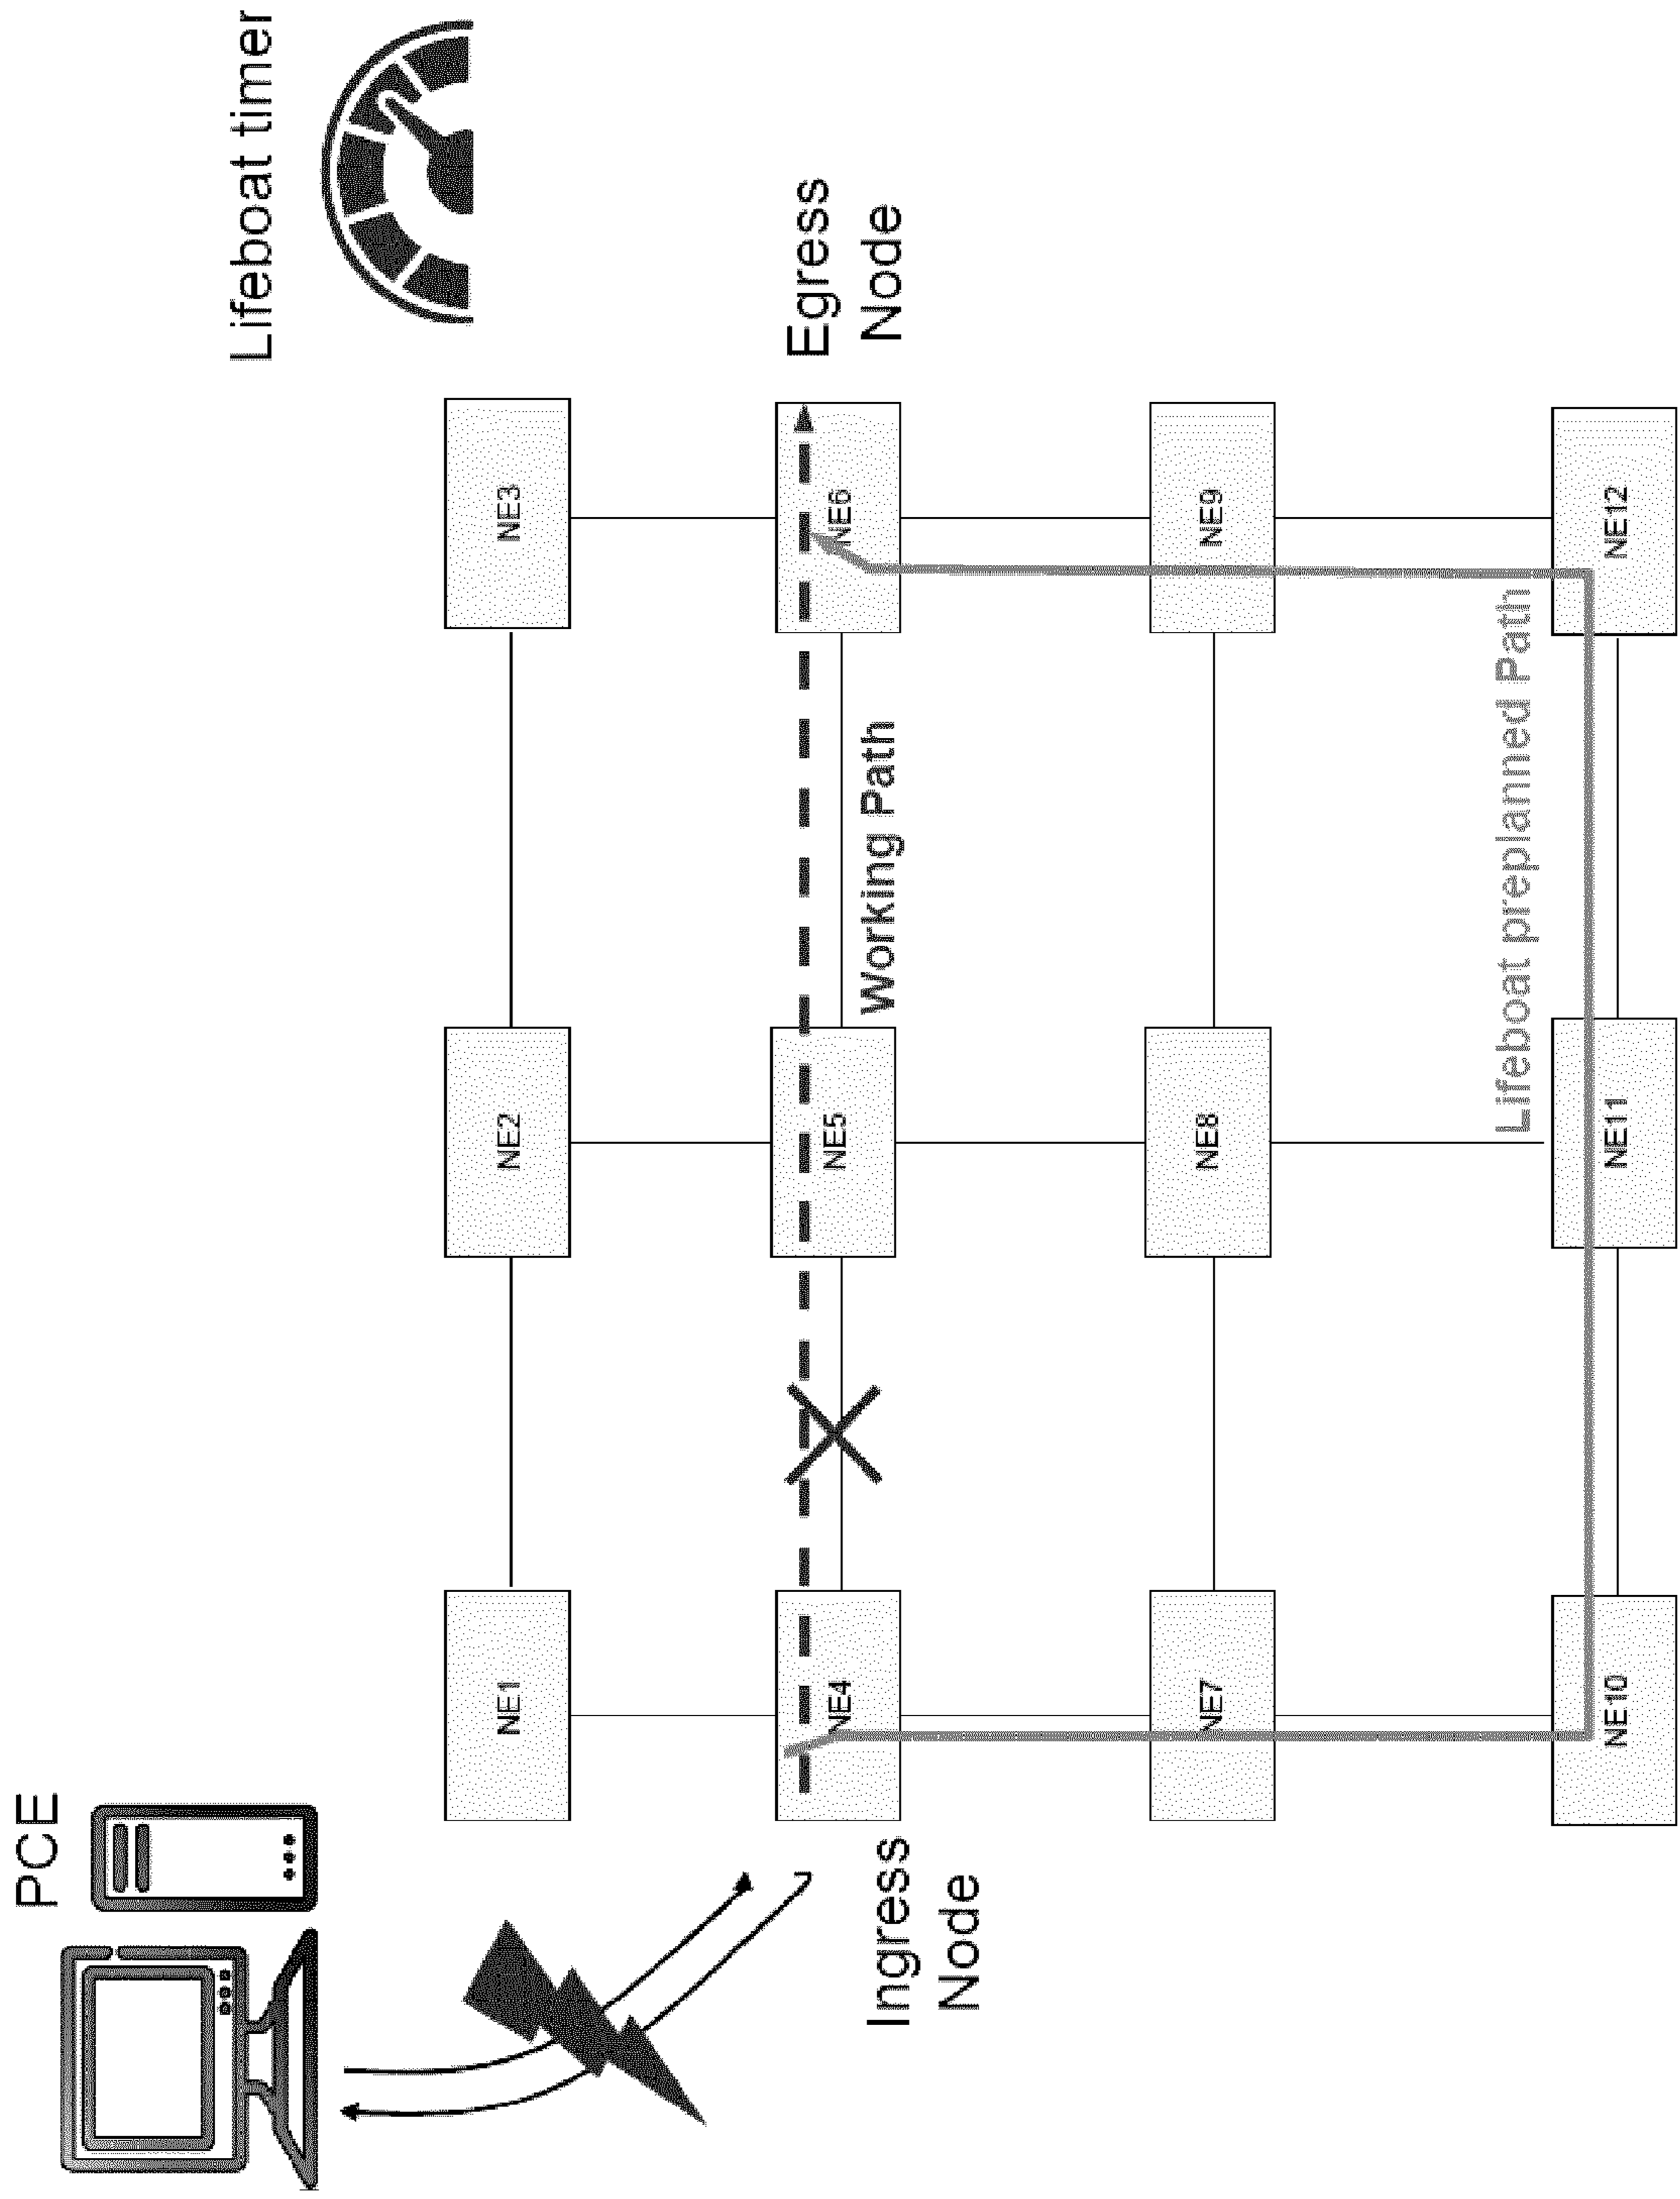 PCE
Lifeboat timer
NE1
NE2
NE3
Ingress
Node
NE4
NE5
NE6
Egress
Node
Working Path
NE7
NE8
NE9
Lifeboat preplanned Path
NE10
NE11
NE12